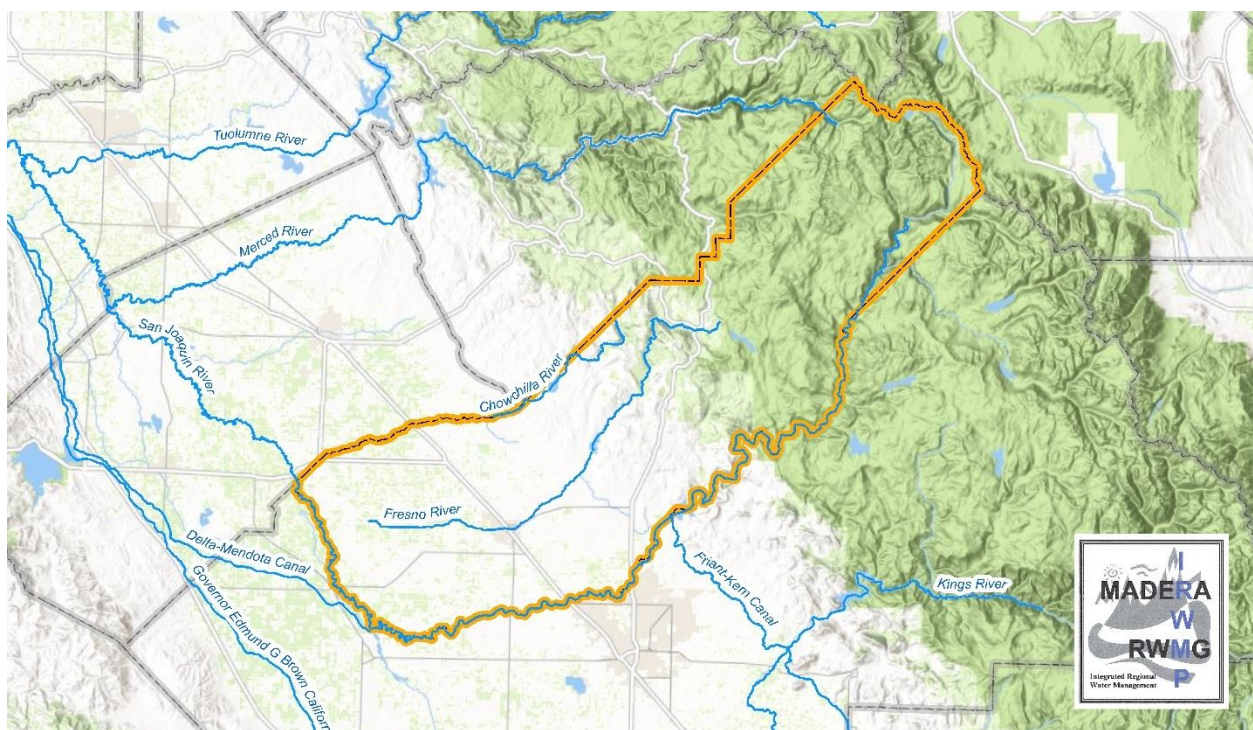 Tuolumne River
Merced River
San Joaquin River
Chowchilla River
Fresno River
Delta-Mendota Canal
Governor Edmund G Brown Californ
Friant-Kern Canal
Kings River
I
MADERA
R
W
RWMG
M
Integrated Regional
Water Management
P